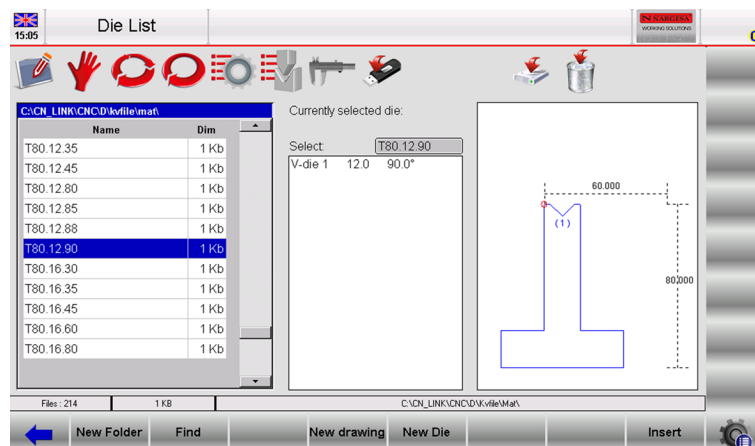 15:05
Die List
N NARGESA
WORKING SOLUTIONS
C:\CN_LINK\CNC\D\kvfile\mat\
Name Dim
T80.12.35 1 Kb
T80.12.45 1 Kb
T80.12.80 1 Kb
T80.12.85 1 Kb
T80.12.88 1 Kb
T80.12.90 1 Kb
T80.16.30 1 Kb
T80.16.35 1 Kb
T80.16.45 1 Kb
T80.16.60 1 Kb
T80.16.80 1 Kb
Currently selected die:
Select: T80.12.90
V-die 1 12.0 90.0°
60.000
(1)
80.000
Files : 214 1 KB C:\CN_LINK\CNC\D\Kvfile\Mat\
New Folder Find New drawing New Die Insert